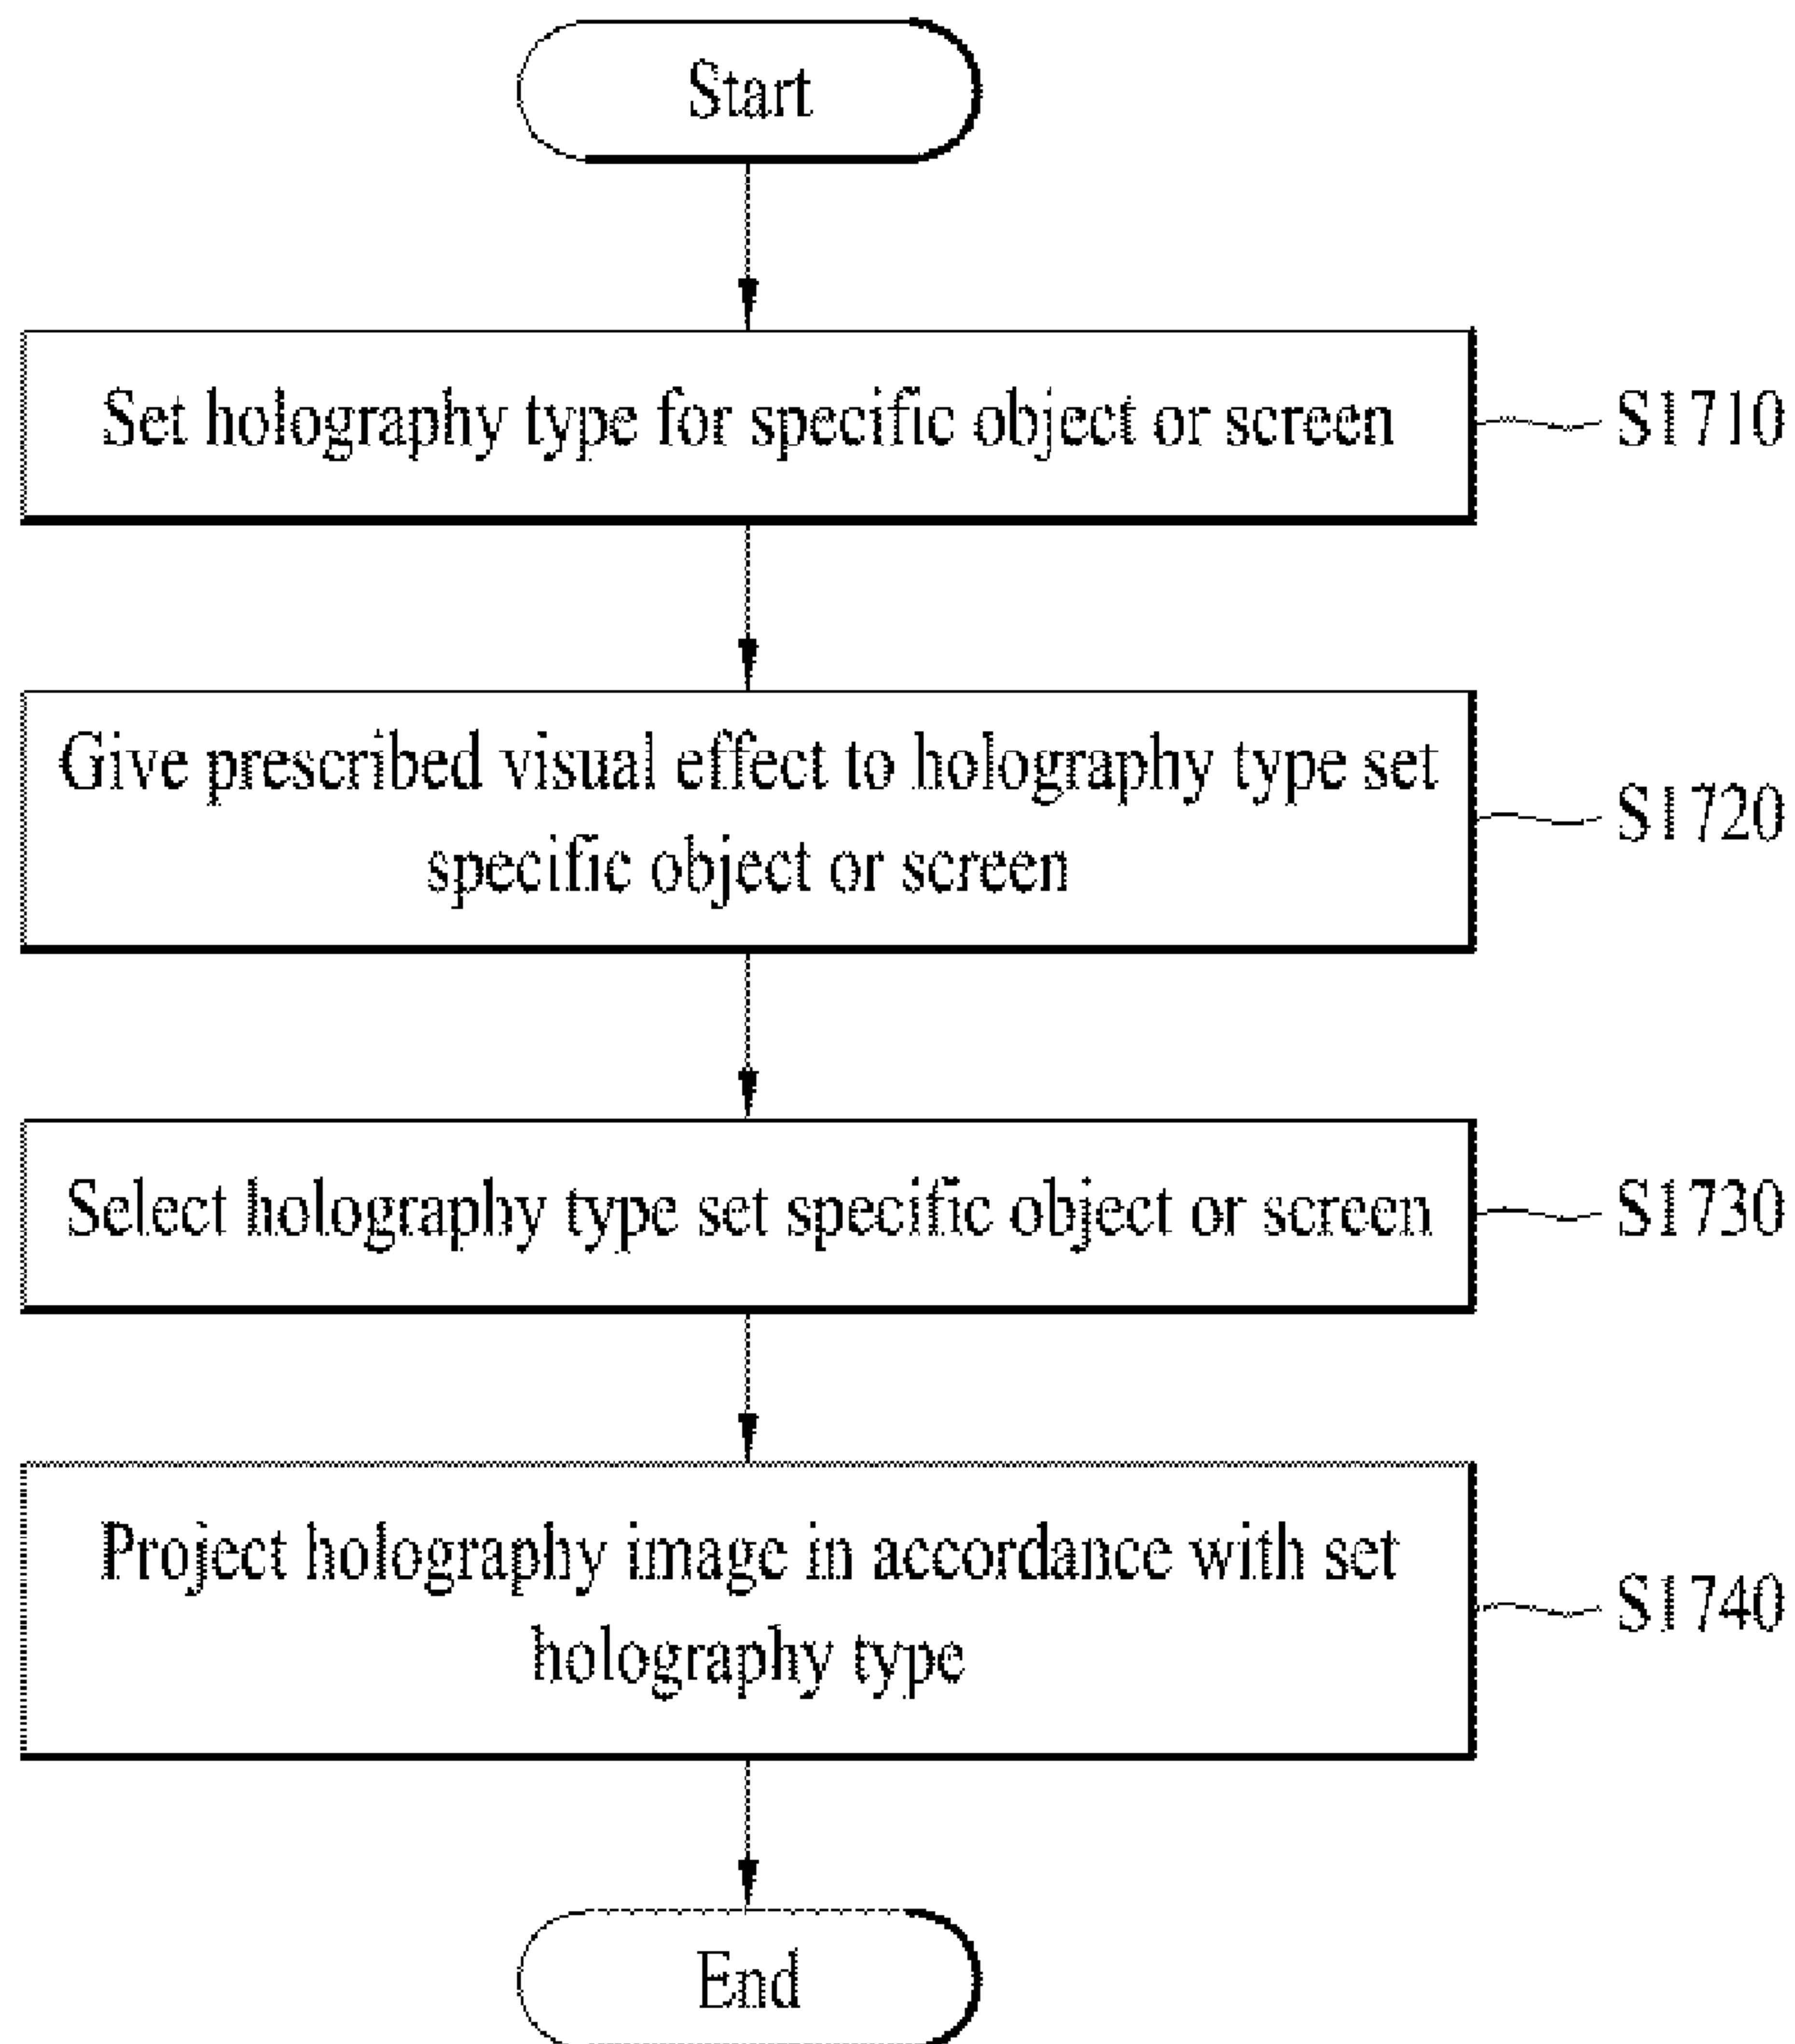 Start
Set holography type for specific object or screen
S1710
Give prescribed visual effect to holography type set
specific object or screen
S1720
Select holography type set specific object or screen
S1730
Project holography image in accordance with set
holography type
S1740
End